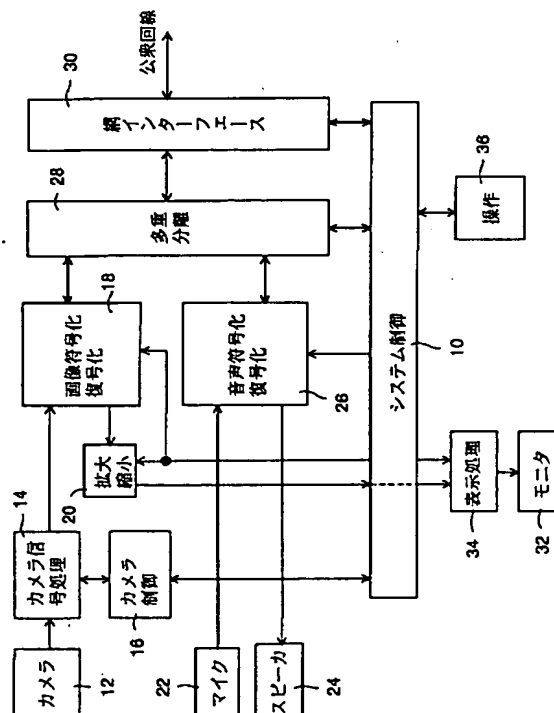 カメラ
12
カメラ信
号処理
14
カメラ
制御
16
画像符号化
復号化
18
拡大
縮小
20
マイク
22
スピーカ
24
音声符号化
復号化
26
多重
分離
28
網インターフェース
30
公衆回線
システム制御
10
表示処理
34
モニタ
32
操作
36